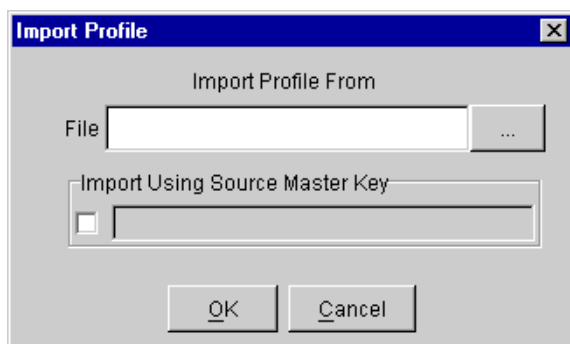 Import Profile
Import Profile From
File ...
Import Using Source Master Key
OK Cancel